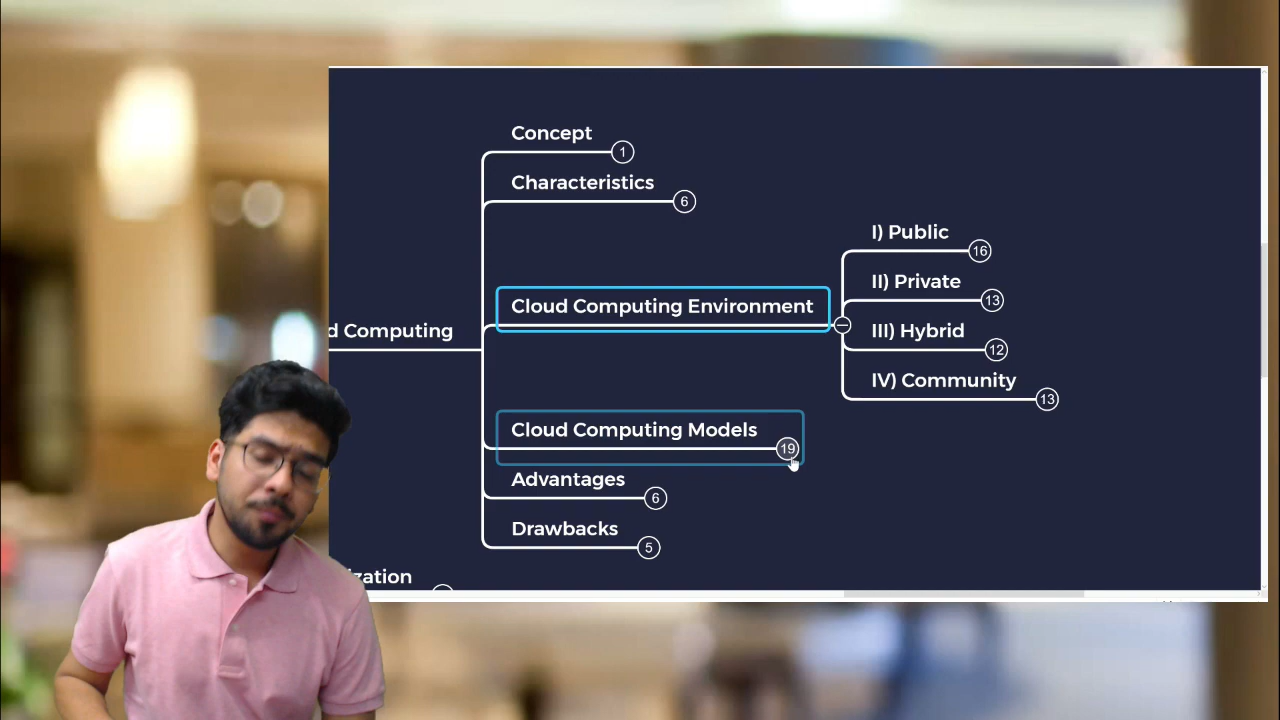 Concept
1
Characteristics
6
I) Public
16
II) Private
13
Cloud Computing Environment
d Computing
III) Hybrid
12
IV) Community
13
Cloud Computing Models
19
Advantages
6
Drawbacks
5
ization